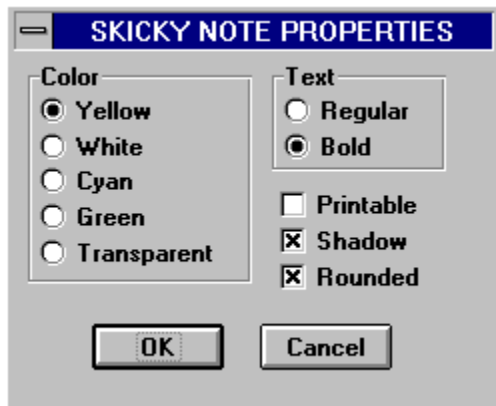 SKICKY NOTE PROPERTIES
Color
Yellow
White
Cyan
Green
Transparent
Text
Regular
Bold
Printable
Shadow
Rounded
OK
Cancel